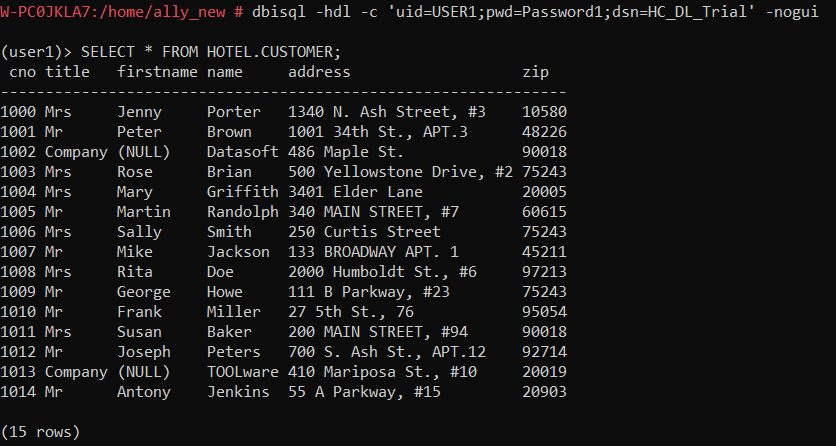 W-PC0JKLA7:/home/ally_new # dbisql -hdl -c 'uid=USER1;pwd=Password1;dsn=HC_DL_Trial' -nogui
(user1)> SELECT * FROM HOTEL.CUSTOMER;
cno title firstname name address zip
------------------------------------------------------------------
1000 Mrs Jenny Porter 1340 N. Ash Street, #3 10580
1001 Mr Peter Brown 1001 34th St., APT.3 48226
1002 Company (NULL) Datasoft 486 Maple St. 90018
1003 Mrs Rose Brian 500 Yellowstone Drive, #2 75243
1004 Mrs Mary Griffith 3401 Elder Lane 20005
1005 Mr Martin Randolph 340 MAIN STREET, #7 60615
1006 Mrs Sally Smith 250 Curtis Street 75243
1007 Mr Mike Jackson 133 BROADWAY APT. 1 45211
1008 Mrs Rita Doe 2000 Humboldt St., #6 97213
1009 Mr George Howe 111 B Parkway, #23 75243
1010 Mr Frank Miller 27 5th St., 76 95054
1011 Mrs Susan Baker 200 MAIN STREET, #94 90018
1012 Mr Joseph Peters 700 S. Ash St., APT.12 92714
1013 Company (NULL) TOOLware 410 Mariposa St., #10 20019
1014 Mr Antony Jenkins 55 A Parkway, #15 20903
(15 rows)